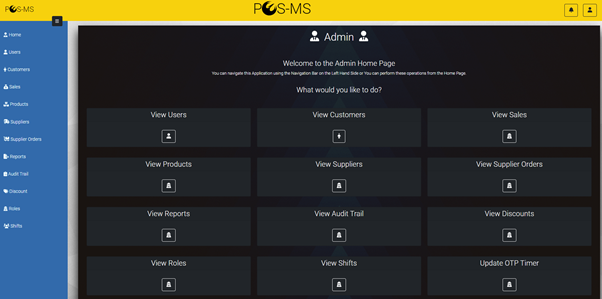 POS-MS
POS-MS
Home
Users
Customers
Sales
Products
Suppliers
Supplier Orders
Reports
Audit Trail
Discount
Roles
Shifts
Admin
Welcome to the Admin Home Page
You can navigate this Application using the Navigation Bar on the Left Hand Side or You can perform these operations from the Home Page.
What would you like to do?
View Users
View Customers
View Sales
View Products
View Suppliers
View Supplier Orders
View Reports
View Audit Trail
View Discounts
View Roles
View Shifts
Update OTP Timer